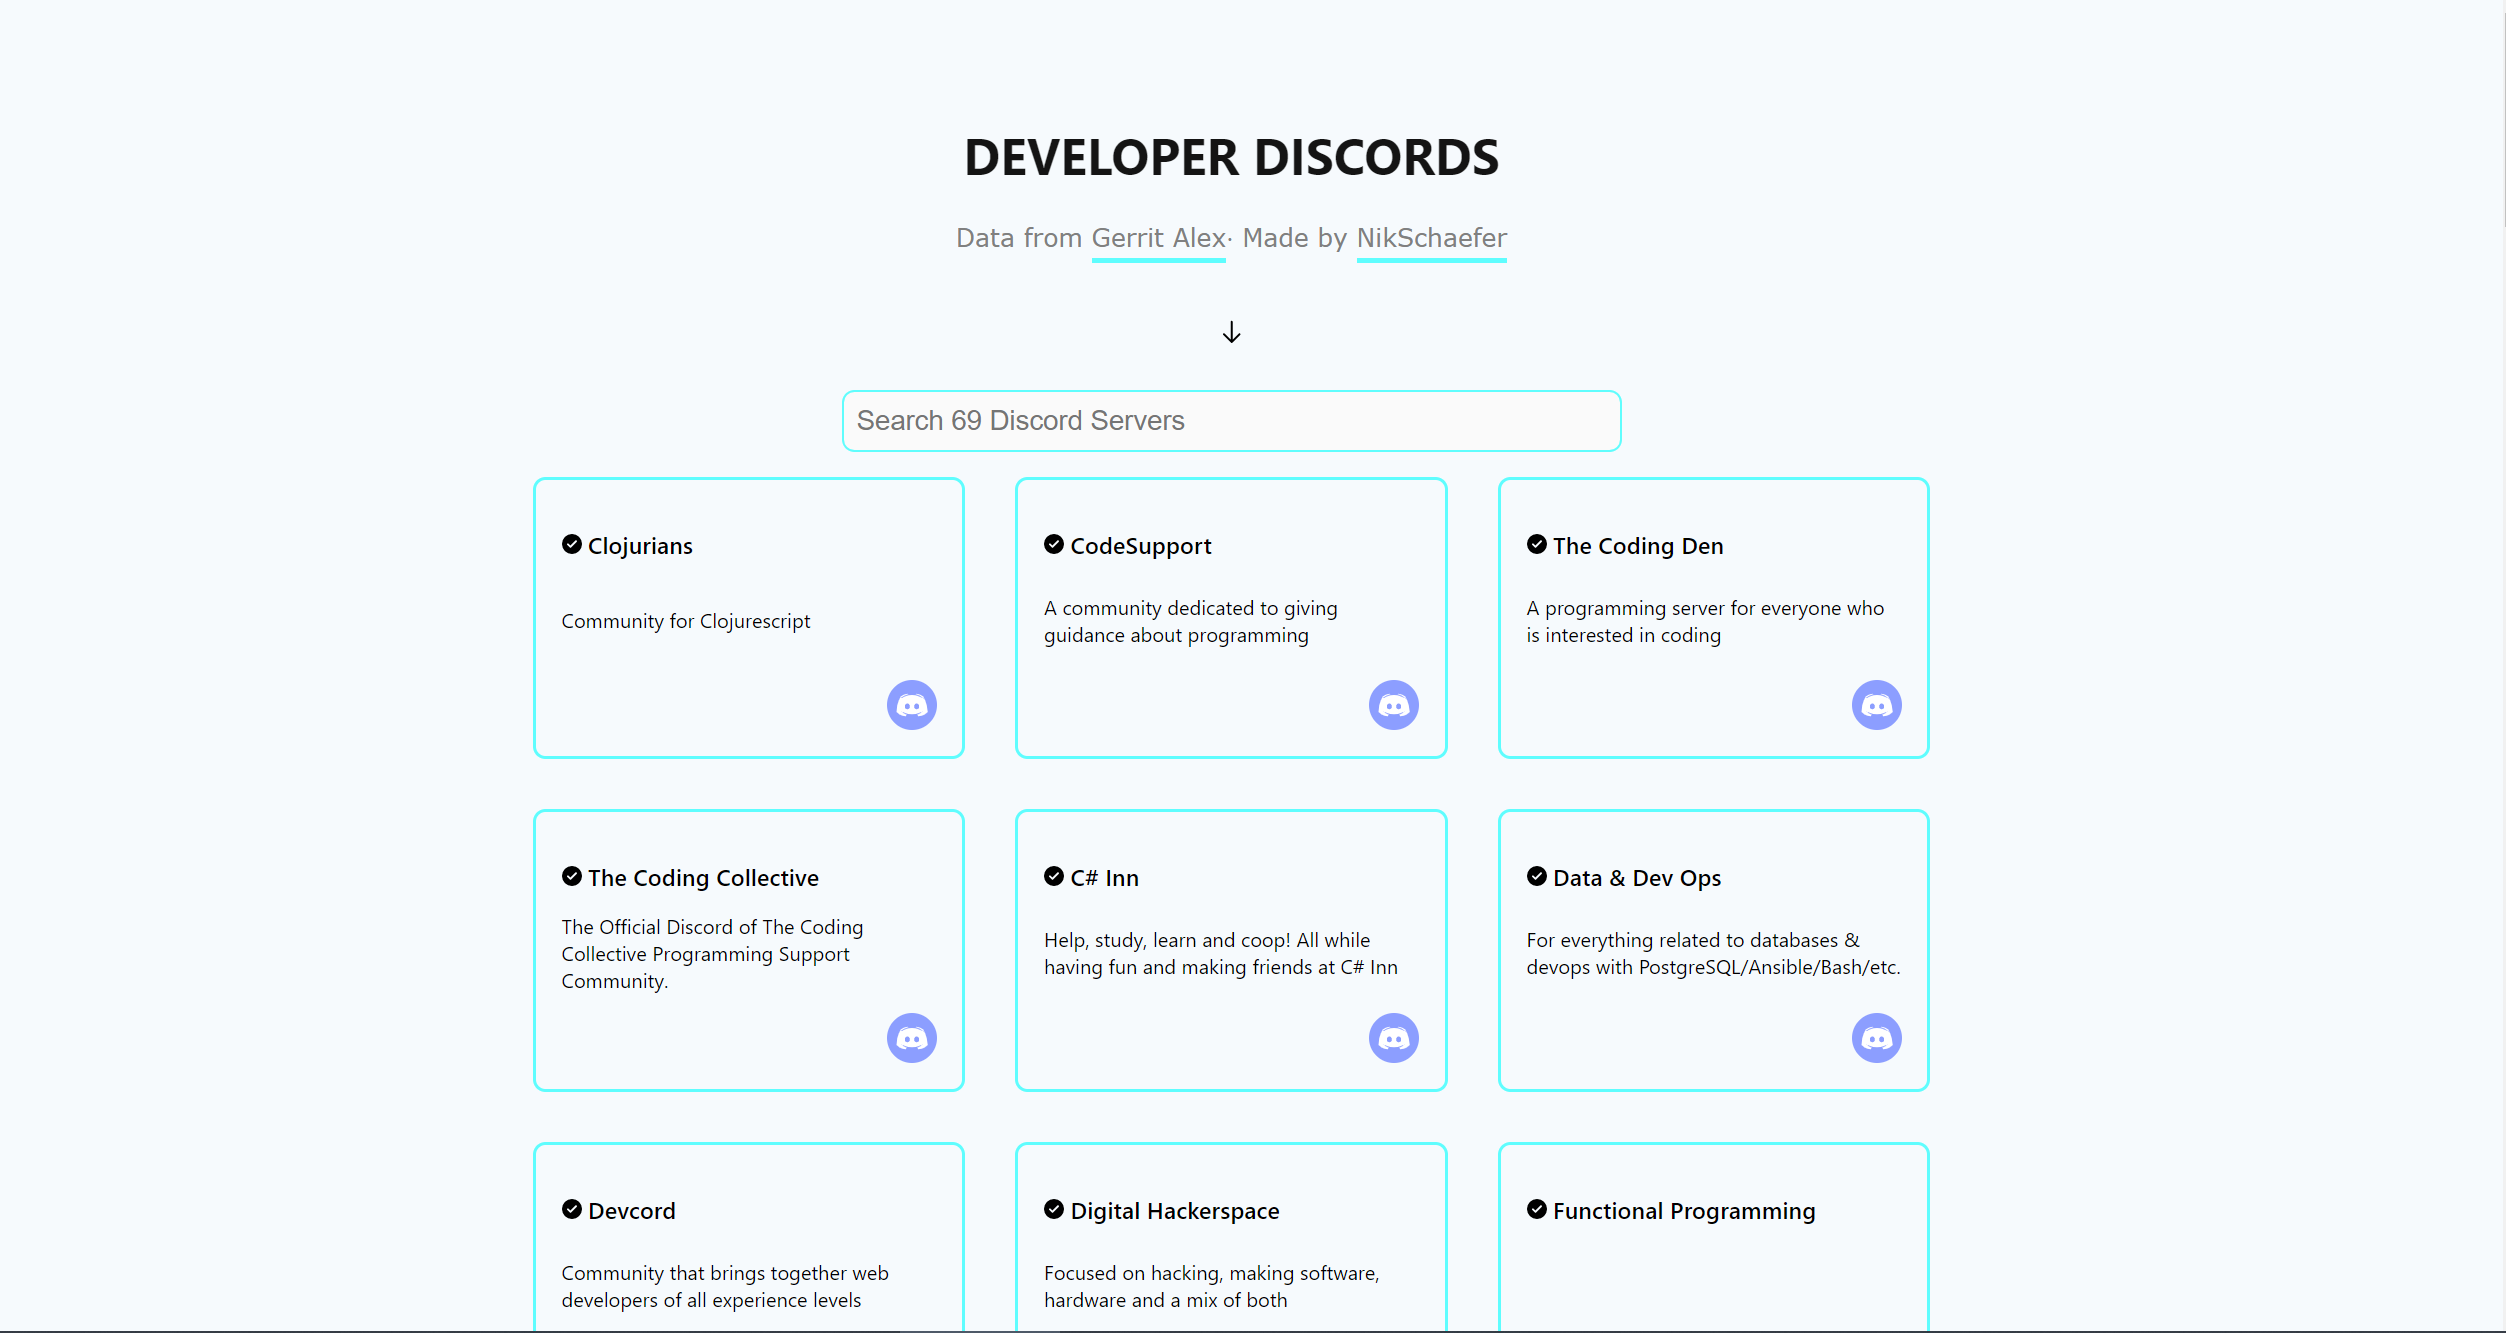 DEVELOPER DISCORDS
Data from Gerrit Alex· Made by NikSchaefer
Search 69 Discord Servers
Clojurians
Community for Clojurescript
CodeSupport
A community dedicated to giving
guidance about programming
The Coding Den
A programming server for everyone who
is interested in coding
The Coding Collective
The Official Discord of The Coding
Collective Programming Support
Community.
C# Inn
Help, study, learn and coop! All while
having fun and making friends at C# Inn
Data & Dev Ops
For everything related to databases &
devops with PostgreSQL/Ansible/Bash/etc.
Devcord
Community that brings together web
developers of all experience levels
Digital Hackerspace
Focused on hacking, making software,
hardware and a mix of both
Functional Programming